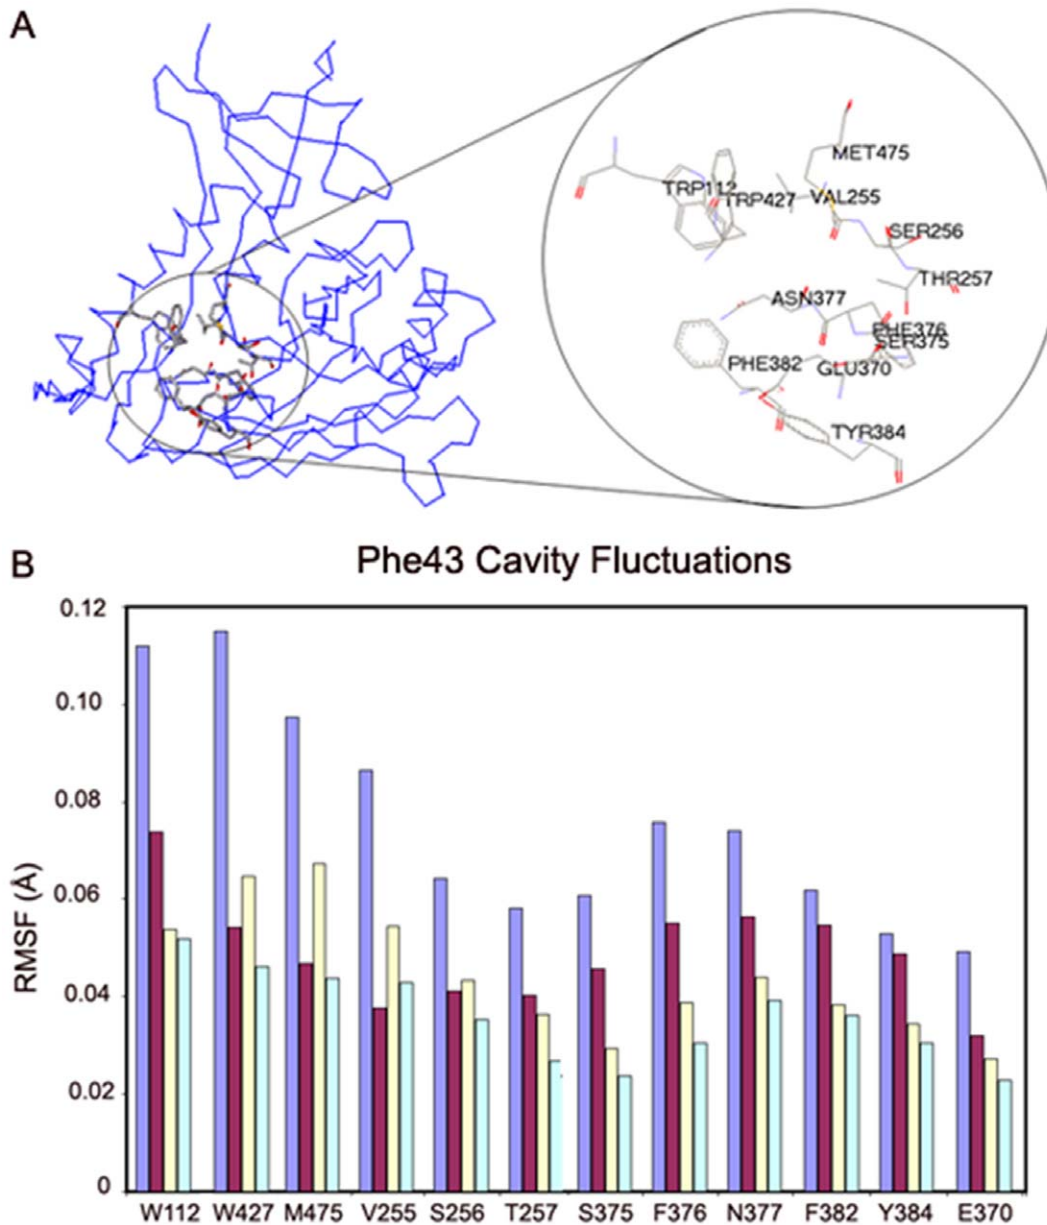 A
MET475
TRP112
TRP427
VAL255
SER256
THR257
ASN377
PHE376
SER375
PHE382
GLU370
TYR384
B
Phe43 Cavity Fluctuations
RMSF (Å)
0.12
0.10
0.08
0.06
0.04
0.02
0
W112 W427 M475 V255 S256 T257 S375 F376 N377 F382 Y384 E370